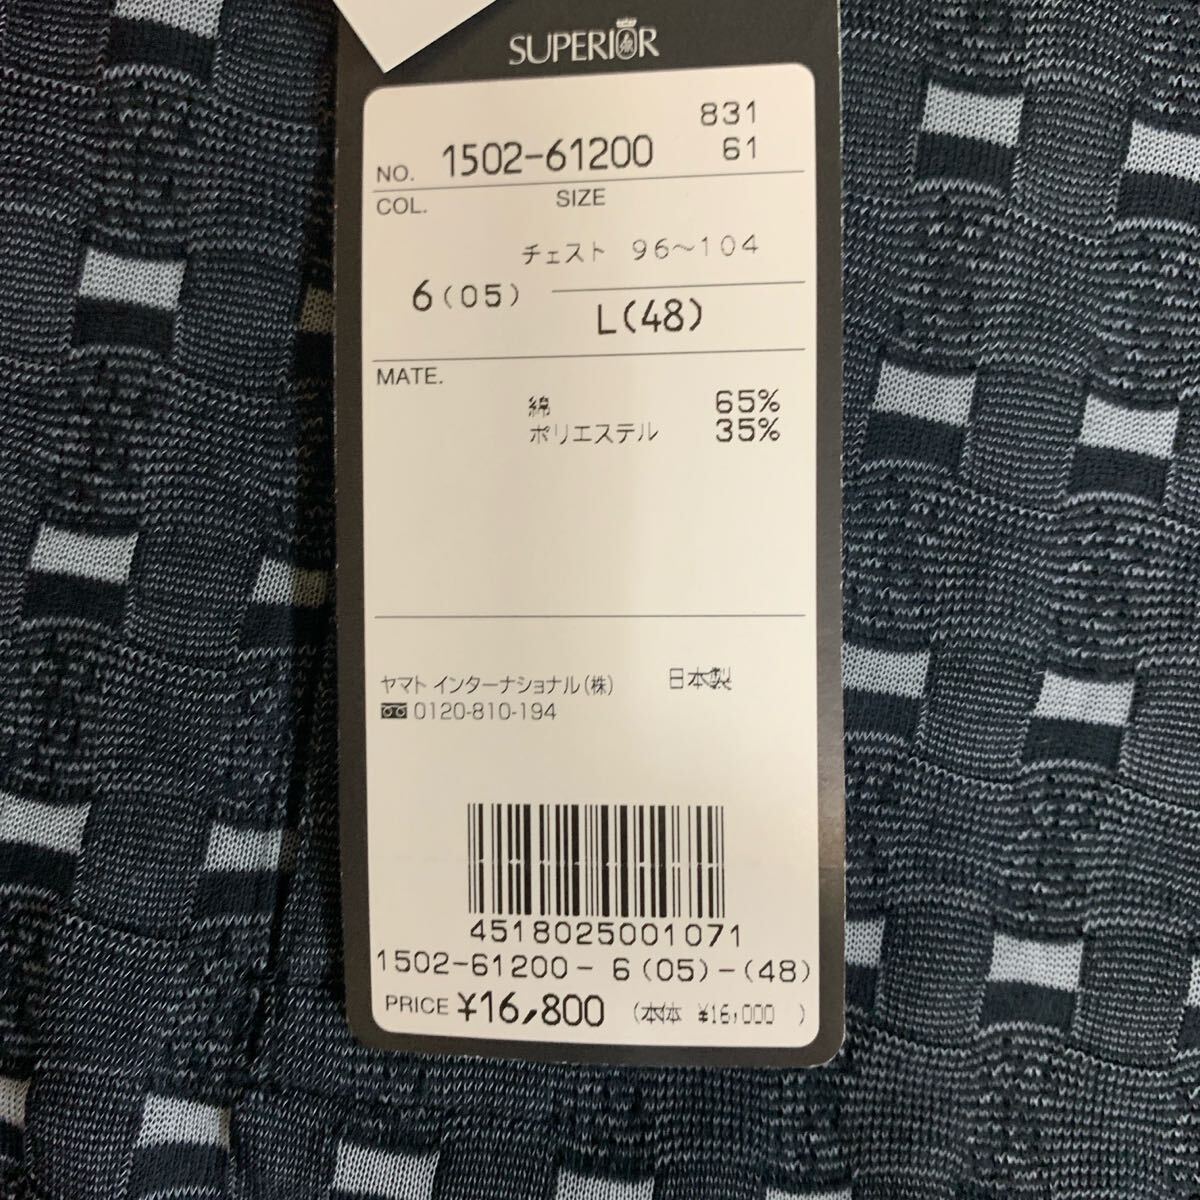 SUPERIOR
831
NO. 1502-61200 61
COL. SIZE
チェスト 96～104
6(05)
L(48)
MATE.
綿 65%
ポリエステル 35%
ヤマト インターナショナル(株) 日本製
0120-810-194
4518025001071
1502-61200- 6(05)-(48)
PRICE ¥16,800 (本体 ¥16,000 )